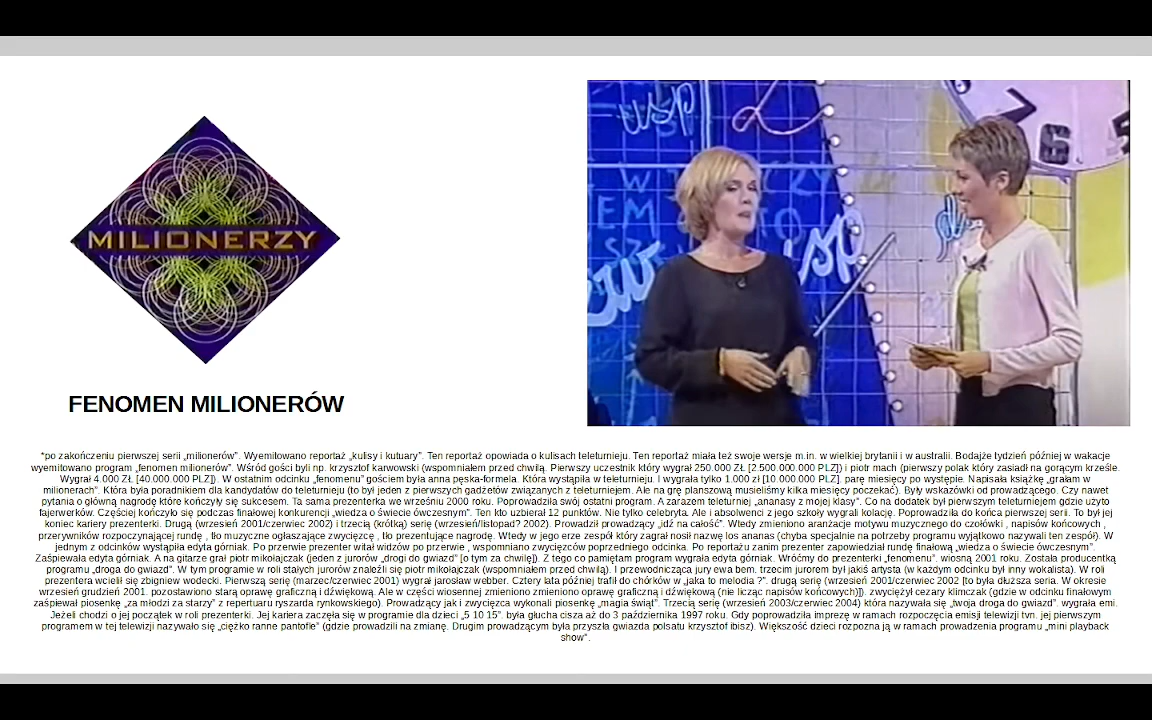 MILIONERZY
FENOMEN MILIONERÓW
*po zakończeniu pierwszej serii „milionerów”. Wyemitowano reportaż „kulisy i kutuary”. Ten reportaż opowiada o kulisach teleturnieju. Ten reportaż miała też swoje wersje m.in. w wielkiej brytanii i w australii. Bodajże tydzień później w wakacje
wyemitowano program „fenomen milionerów”. Wśród gości byli np. krzysztof karwowski (wspomniałem przed chwilą. Pierwszy uczestnik który wygrał 250.000 ZŁ [2.500.000.000 PLZ]) i piotr mach (pierwszy polak który zasiadł na gorącym krześle.
Wygrał 4.000 ZŁ [40.000.000 PLZ]). W ostatnim odcinku „fenomenu” gościem była anna pęska-formela. Która wystąpiła w teleturnieju. I wygrała tylko 1.000 zł [10.000.000 PLZ]. parę miesięcy po występie. Napisała książkę „grałam w
milionerach”. Która była poradnikiem dla kandydatów do teleturnieju (to był jeden z pierwszych gadżetów związanych z teleturniejem. Ale na grę planszową musieliśmy kilka miesięcy poczekać). Były wskazówki od prowadzącego. Czy nawet
pytania o główną nagrodę które kończyły się sukcesem. Ta sama prezenterka we wrześniu 2000 roku. Poprowadziła swój ostatni program. A zarazem teleturniej „ananasy z mojej klasy”. Co na dodatek był pierwszym teleturniejem gdzie użyto
fajerwerków. Częściej kończyło się podczas finałowej konkurencji „wiedza o świecie ówczesnym”. Ten kto uzbierał 12 punktów. Nie tylko celebryta. Ale i absolwenci z jego szkoły wygrali kolację. Poprowadziła do końca pierwszej serii. To był jej
koniec kariery prezenterki. Drugą (wrzesień 2001/czerwiec 2002) i trzecią (krótką) serię (wrzesień/listopad? 2002). Prowadził prowadzący „idź na całość”. Wtedy zmieniono aranżacje motywu muzycznego do czołówki , napisów końcowych ,
przerywników rozpoczynającej rundę , tło muzyczne ogłaszające zwycięzcę , tło prezentujące nagrodę. Wtedy w jego erze zespół który zagrał nosił nazwę los ananas (chyba specjalnie na potrzeby programu wyjątkowo nazywali ten zespół). W
jednym z odcinków wystąpiła edyta górniak. Po przerwie prezenter witał widzów po przerwie , wspomniano zwycięzców poprzedniego odcinka. Po reportażu zanim prezenter zapowiedział rundę finałową „wiedza o świecie ówczesnym”.
Zaśpiewała edyta górniak. A na gitarze grał piotr mikołajczak (jeden z jurorów „drogi do gwiazd” [o tym za chwilę]). Z tego co pamiętam program wygrała edyta górniak. Wróćmy do prezenterki „fenomenu”. wiosną 2001 roku. Została producentką
programu „droga do gwiazd”. W tym programie w roli stałych jurorów znaleźli się piotr mikołajczak (wspomniałem przed chwilą). I przewodnicząca jury ewa bem. trzecim jurorem był jakiś artysta (w każdym odcinku był inny wokalista). W roli
prezentera wcielił się zbigniew wodecki. Pierwszą serię (marzec/czerwiec 2001) wygrał jarosław webber. Cztery lata później trafił do chórków w „jaka to melodia ?”. drugą serię (wrzesień 2001/czerwiec 2002 [to była dłuższa seria. W okresie
wrzesień grudzień 2001. pozostawiono starą oprawę graficzną i dźwiękową. Ale w części wiosennej zmieniono zmieniono oprawę graficzną i dźwiękową (nie licząc napisów końcowych)]). zwyciężył cezary klimczak (gdzie w odcinku finałowym
zaśpiewał piosenkę „za młodzi za starzy” z repertuaru ryszarda rynkowskiego). Prowadzący jak i zwycięzca wykonali piosenkę „magia świąt”. Trzecią serię (wrzesień 2003/czerwiec 2004) która nazywała się „twoja droga do gwiazd”. wygrała emi.
Jeżeli chodzi o jej początek w roli prezenterki. Jej kariera zaczęła się w programie dla dzieci „5 10 15”. była głucha cisza aż do 3 października 1997 roku. Gdy poprowadziła imprezę w ramach rozpoczęcia emisji telewizji tvn. jej pierwszym
programem w tej telewizji nazywało się „ciężko ranne pantofle” (gdzie prowadzili na zmianę. Drugim prowadzącym była przyszła gwiazda polsatu krzysztof ibisz). Większość dzieci rozpozna ją w ramach prowadzenia programu „mini playback
show”.